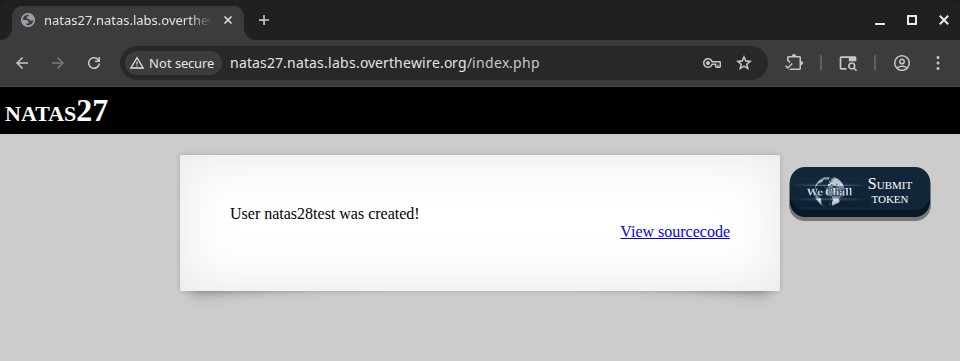 natas27.natas.labs.overthe
Not secure
natas27.natas.labs.overthewire.org/index.php
NATAS27
We Chall
SUBMIT
TOKEN
User natas28test was created!
View sourcecode